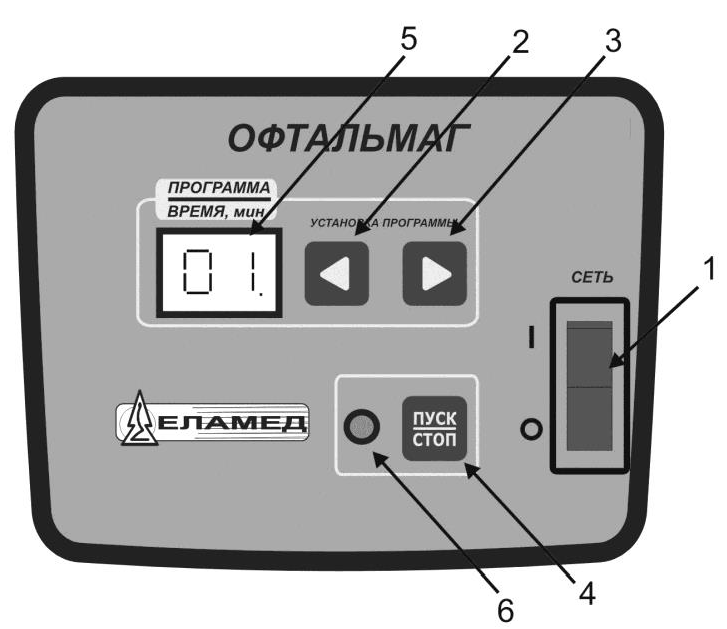 5
2
3
ОФТАЛЬМАГ
ПРОГРАММА
ВРЕМЯ, мин.
УСТАНОВКА ПРОГРАММЫ
01.
СЕТЬ
1
I
O
ЕЛАМЕД
ПУСК
СТОП
6
4